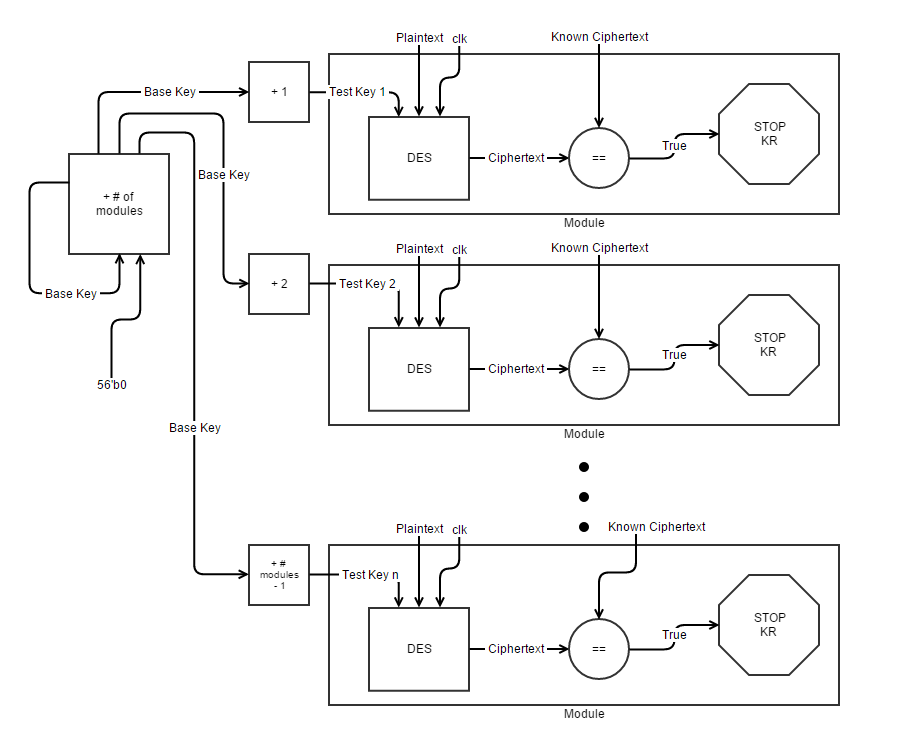 Plaintext clk
Known Ciphertext
Base Key
+ 1
Test Key 1
DES
Ciphertext
==
True
STOP
KR
Module
+ # of
modules
Base Key
Base Key
56'b0
Plaintext clk
Known Ciphertext
+ 2
Test Key 2
DES
Ciphertext
==
True
STOP
KR
Module
Base Key
Plaintext clk
Known Ciphertext
+ #
modules
- 1
Test Key n
DES
Ciphertext
==
True
STOP
KR
Module